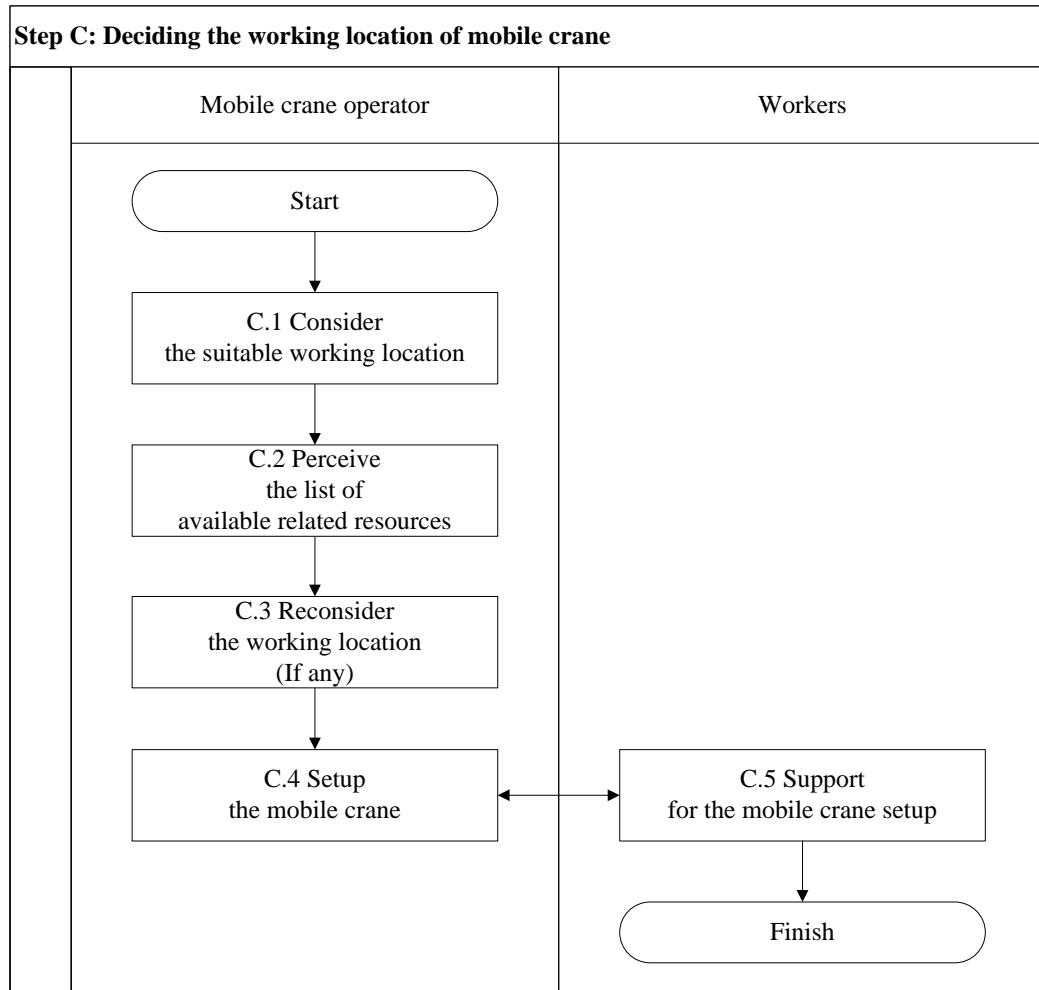 Step C: Deciding the working location of mobile crane
Mobile crane operator
Workers
Start
C.1 Consider
the suitable working location
C.2 Perceive
the list of
available related resources
C.3 Reconsider
the working location
(If any)
C.4 Setup
the mobile crane
C.5 Support
for the mobile crane setup
Finish